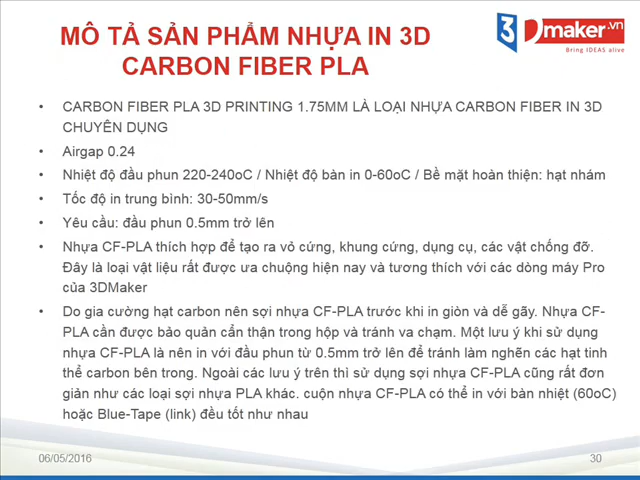 MÔ TẢ SẢN PHẨM NHỰA IN 3D
CARBON FIBER PLA
3Dmaker.vn
Bring IDEAS alive
• CARBON FIBER PLA 3D PRINTING 1.75MM LÀ LOẠI NHỰA CARBON FIBER IN 3D
CHUYÊN DỤNG
• Airgap 0.24
• Nhiệt độ đầu phun 220-240oC / Nhiệt độ bàn in 0-60oC / Bề mặt hoàn thiện: hạt nhám
• Tốc độ in trung bình: 30-50mm/s
• Yêu cầu: đầu phun 0.5mm trở lên
• Nhựa CF-PLA thích hợp để tạo ra vỏ cứng, khung cứng, dụng cụ, các vật chống đỡ.
Đây là loại vật liệu rất được ưa chuộng hiện nay và tương thích với các dòng máy Pro
của 3DMaker
• Do gia cường hạt carbon nên sợi nhựa CF-PLA trước khi in giòn và dễ gãy. Nhựa CF-
PLA cần được bảo quản cẩn thận trong hộp và tránh va chạm. Một lưu ý khi sử dụng
nhựa CF-PLA là nên in với đầu phun từ 0.5mm trở lên để tránh làm nghẽn các hạt tinh
thể carbon bên trong. Ngoài các lưu ý trên thì sử dụng sợi nhựa CF-PLA cũng rất đơn
giản như các loại sợi nhựa PLA khác. cuộn nhựa CF-PLA có thể in với bàn nhiệt (60oC)
hoặc Blue-Tape (link) đều tốt như nhau
06/05/2016
30